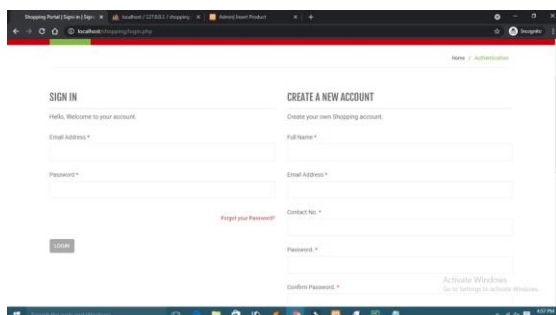 Shopping Portal | Signi in | Signu
localhost / 127.0.0.1 / shopping
Admin| Insert Product
localhost/shopping/login.php
Incognito
Home / Authentication
SIGN IN
Hello, Welcome to your account.
Email Address *
Password *
Forgot your Password?
LOGIN
CREATE A NEW ACCOUNT
Create your own Shopping account.
Full Name *
Email Address *
Contact No. *
Password. *
Confirm Password. *
Activate Windows
Go to Settings to activate Windows.
4:07 PM